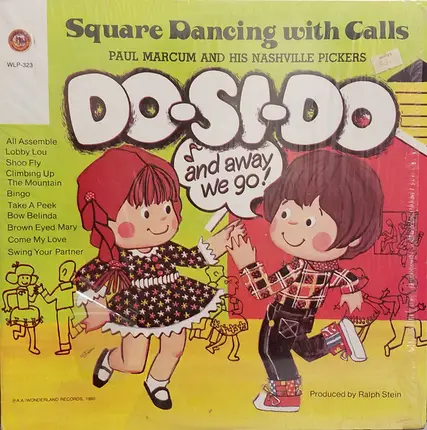 Square Dancing with Calls
WLP-323
PAUL MARCUM AND HIS NASHVILLE PICKERS
DO-SI-DO
and away
we go!
All Assemble
Lobby Lou
Shoo Fly
Climbing Up
The Mountain
Bingo
Take A Peek
Bow Belinda
Brown Eyed Mary
Come My Love
Swing Your Partner
Produced by Ralph Stein